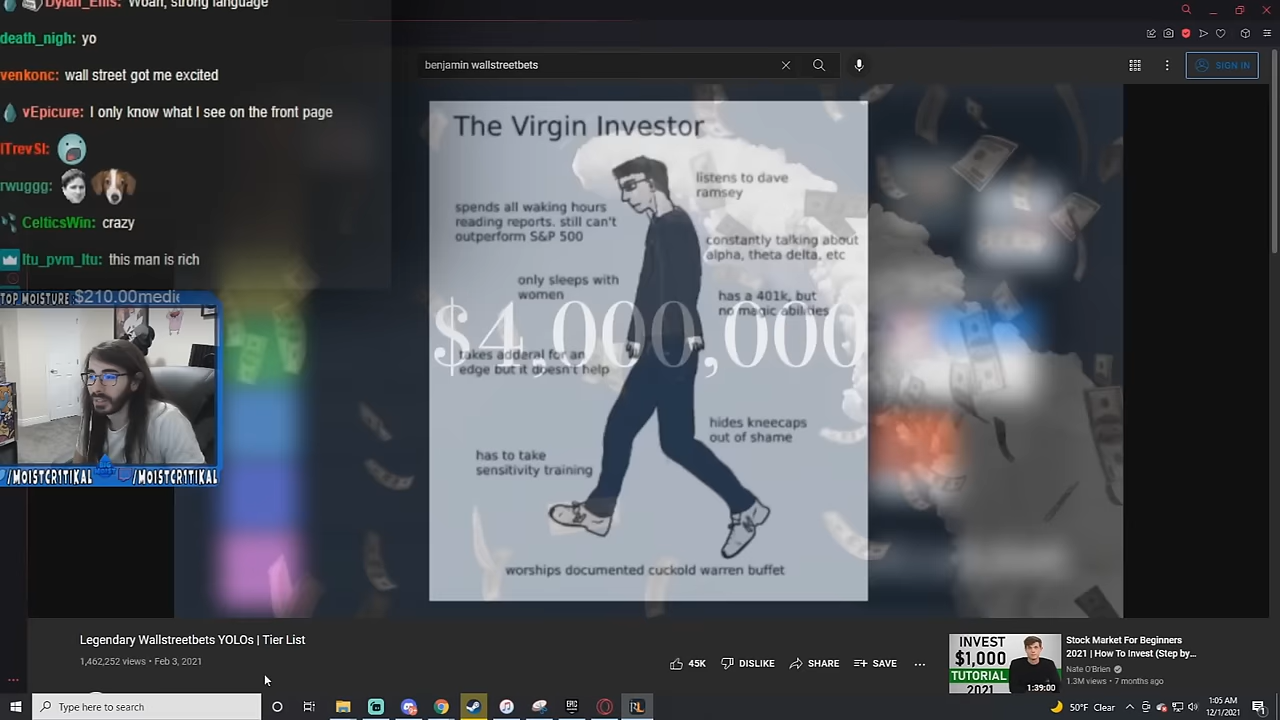 Dylan_Ellis: Woah, strong language
death_nigh: yo
venkonc: wall street got me excited
vEpicure: I only know what I see on the front page
ITrevSI:
rwuggg:
CelticsWin: crazy
ltu_pvm_ltu: this man is rich
TOP MOISTURE: $210.00medie
/MOISTCR1TIKAL /MOISTCR1TIKAL
benjamin wallstreetbets
SIGN IN
The Virgin Investor
listens to dave
ramsey
spends all waking hours
reading reports. still can't
outperform S&P 500
constantly talking about
alpha, theta delta, etc
only sleeps with
women
has a 401k, but
no magic abilities
$4,000,000
takes adderal for an
edge but it doesn't help
hides kneecaps
out of shame
has to take
sensitivity training
worships documented cuckold warren buffet
Legendary Wallstreetbets YOLOs | Tier List
1,462,252 views • Feb 3, 2021
45K
DISLIKE
SHARE
SAVE
INVEST
$1,000
TUTORIAL
2021
1:39:00
Stock Market For Beginners
2021 | How To Invest (Step by...
Nate O'Brien
1.3M views • 7 months ago
Type here to search
EPIC
RL
50°F Clear
1:05 AM
12/1/2021